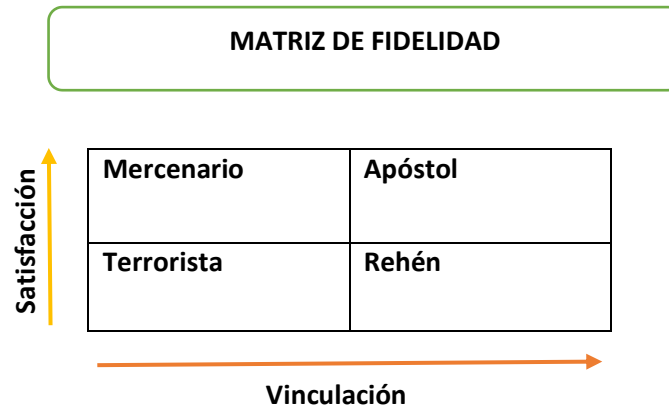 MATRIZ DE FIDELIDAD
Satisfacción
Mercenario
Apóstol
Terrorista
Rehén
Vinculación